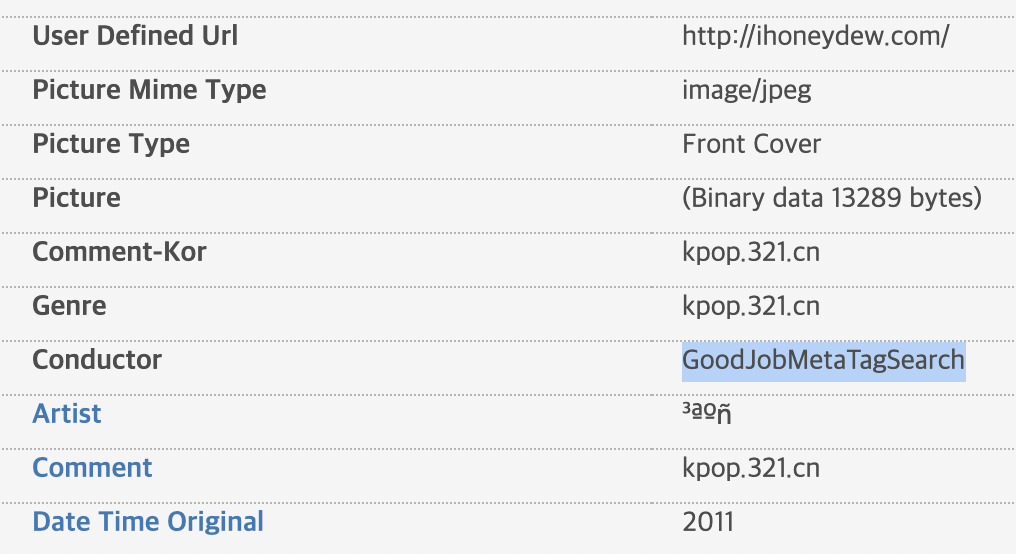 User Defined Url http://ihoneydew.com/
Picture Mime Type image/jpeg
Picture Type Front Cover
Picture (Binary data 13289 bytes)
Comment-Kor kpop.321.cn
Genre kpop.321.cn
Conductor GoodJobMetaTagSearch
Artist ³ªºñ
Comment kpop.321.cn
Date Time Original 2011